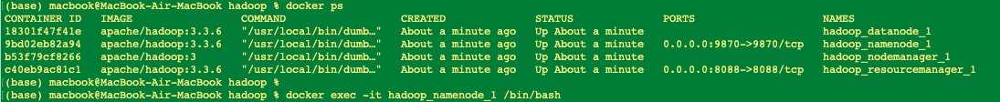 (base) macbook@MacBook-Air-MacBook hadoop % docker ps
CONTAINER ID   IMAGE                 COMMAND                  CREATED              STATUS              PORTS                    NAMES
18301f47f41e   apache/hadoop:3.3.6   "/usr/local/bin/dumb…"   About a minute ago   Up About a minute                            hadoop_datanode_1
9bd02eb82a94   apache/hadoop:3.3.6   "/usr/local/bin/dumb…"   About a minute ago   Up About a minute   0.0.0.0:9870->9870/tcp   hadoop_namenode_1
b53f79cf8266   apache/hadoop:3       "/usr/local/bin/dumb…"   About a minute ago   Up About a minute                            hadoop_nodemanager_1
c40eb9ac81c1   apache/hadoop:3.3.6   "/usr/local/bin/dumb…"   About a minute ago   Up About a minute   0.0.0.0:8088->8088/tcp   hadoop_resourcemanager_1
(base) macbook@MacBook-Air-MacBook hadoop %
(base) macbook@MacBook-Air-MacBook hadoop % docker exec -it hadoop_namenode_1 /bin/bash